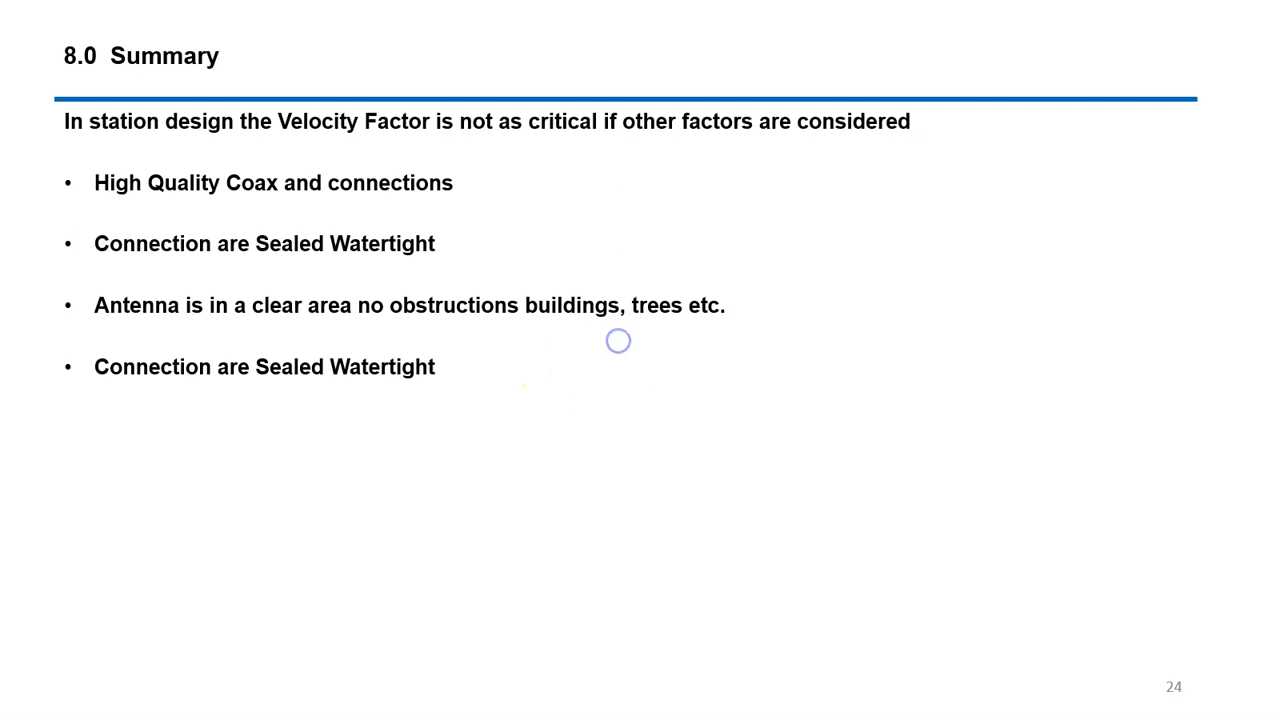 8.0 Summary
In station design the Velocity Factor is not as critical if other factors are considered
• High Quality Coax and connections
• Connection are Sealed Watertight
• Antenna is in a clear area no obstructions buildings, trees etc.
• Connection are Sealed Watertight
24